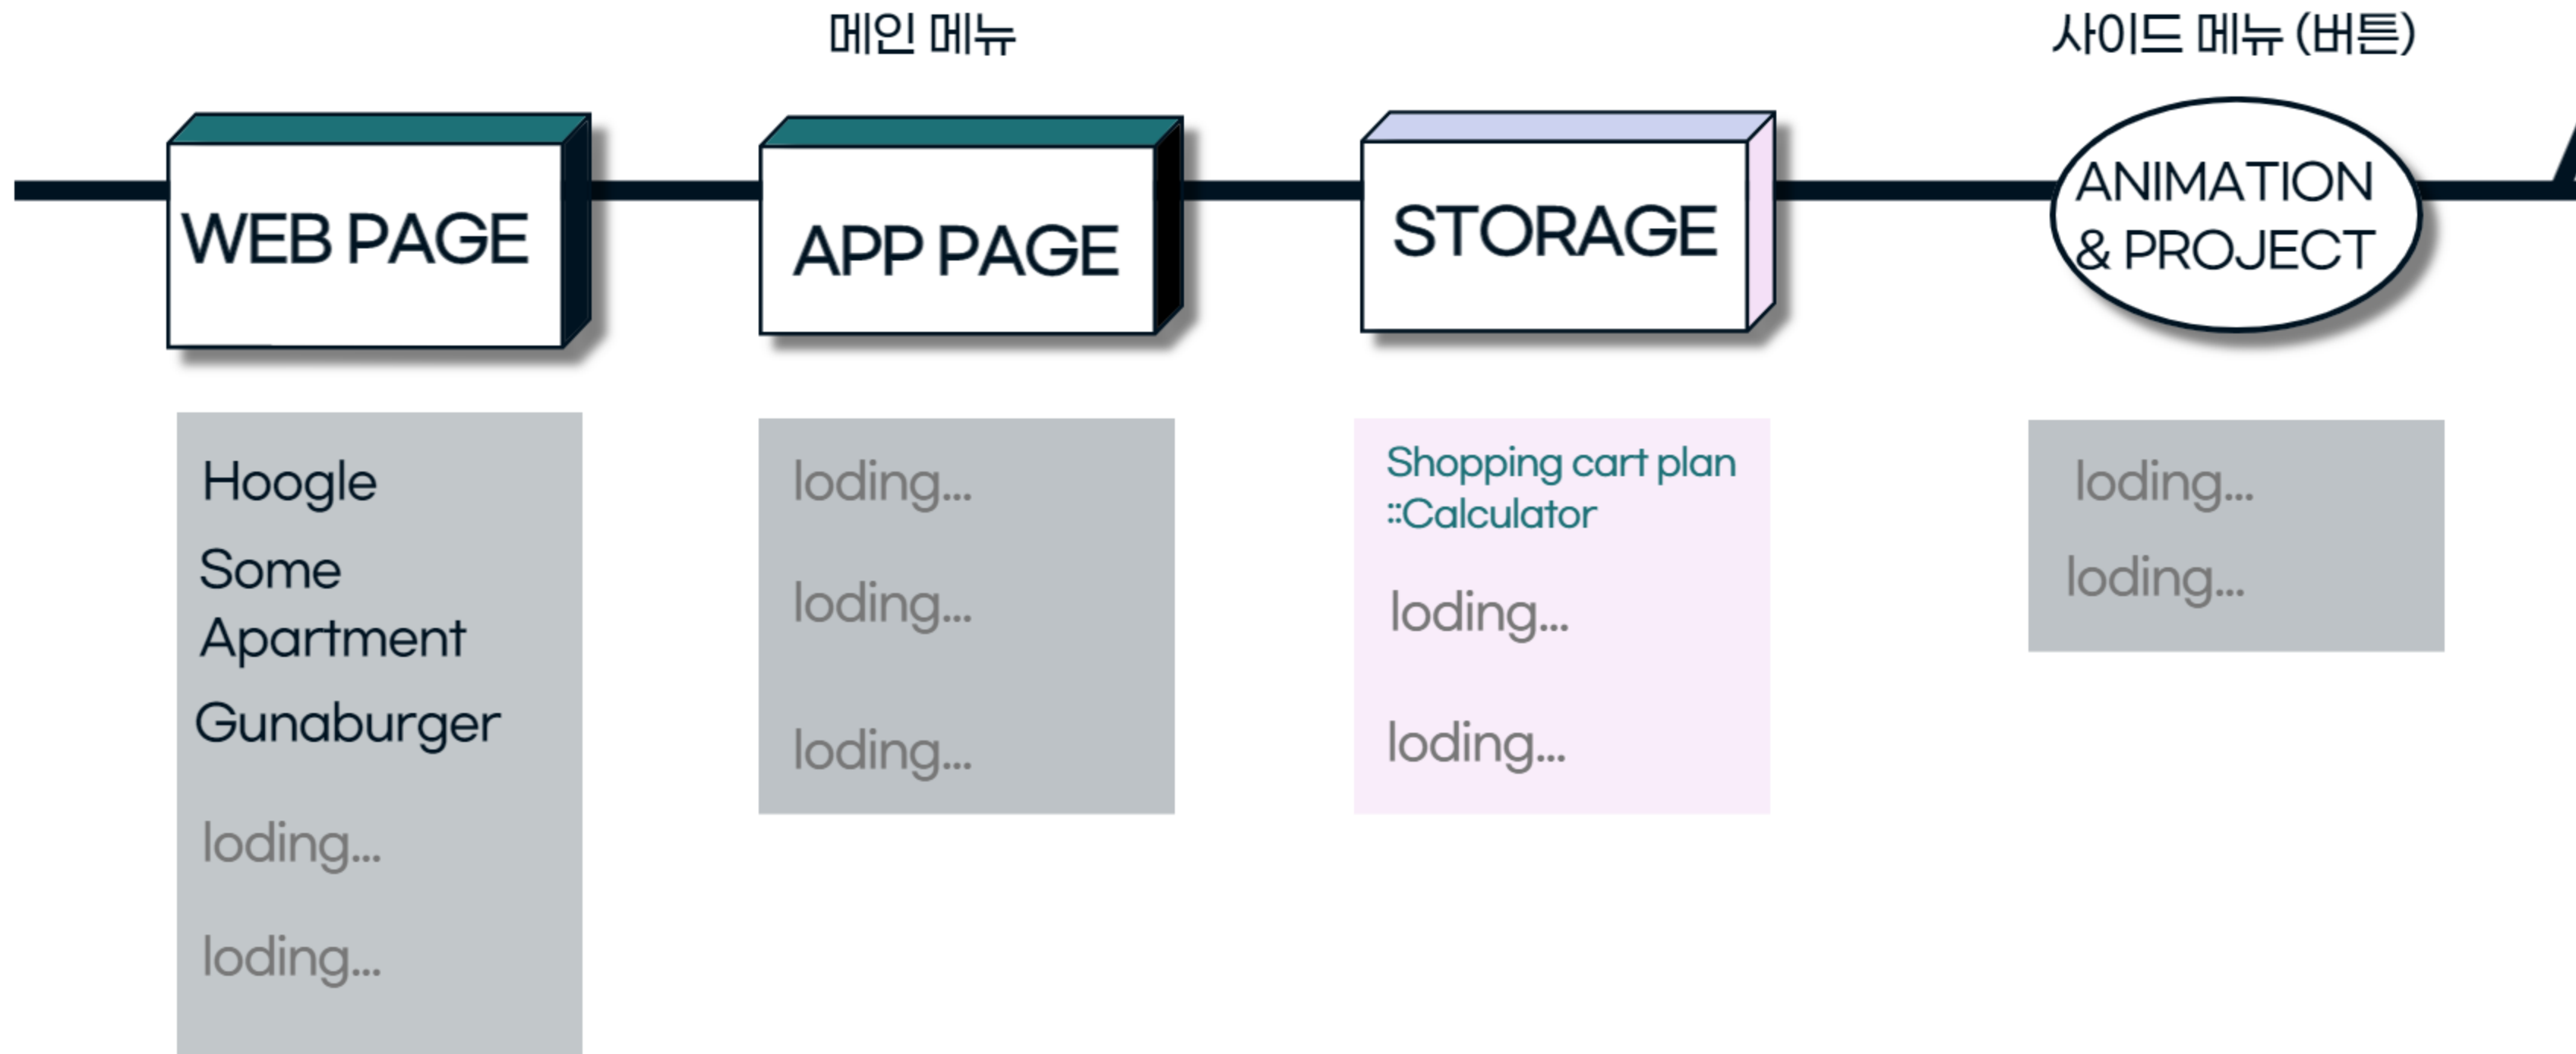 메인 메뉴
사이드 메뉴 (버튼)
WEB PAGE
APP PAGE
STORAGE
ANIMATION
& PROJECT
Hoogle
Some
Apartment
Gunaburger
loding...
loding...
loding...
loding...
loding...
Shopping cart plan
::Calculator
loding...
loding...
loding...
loding...